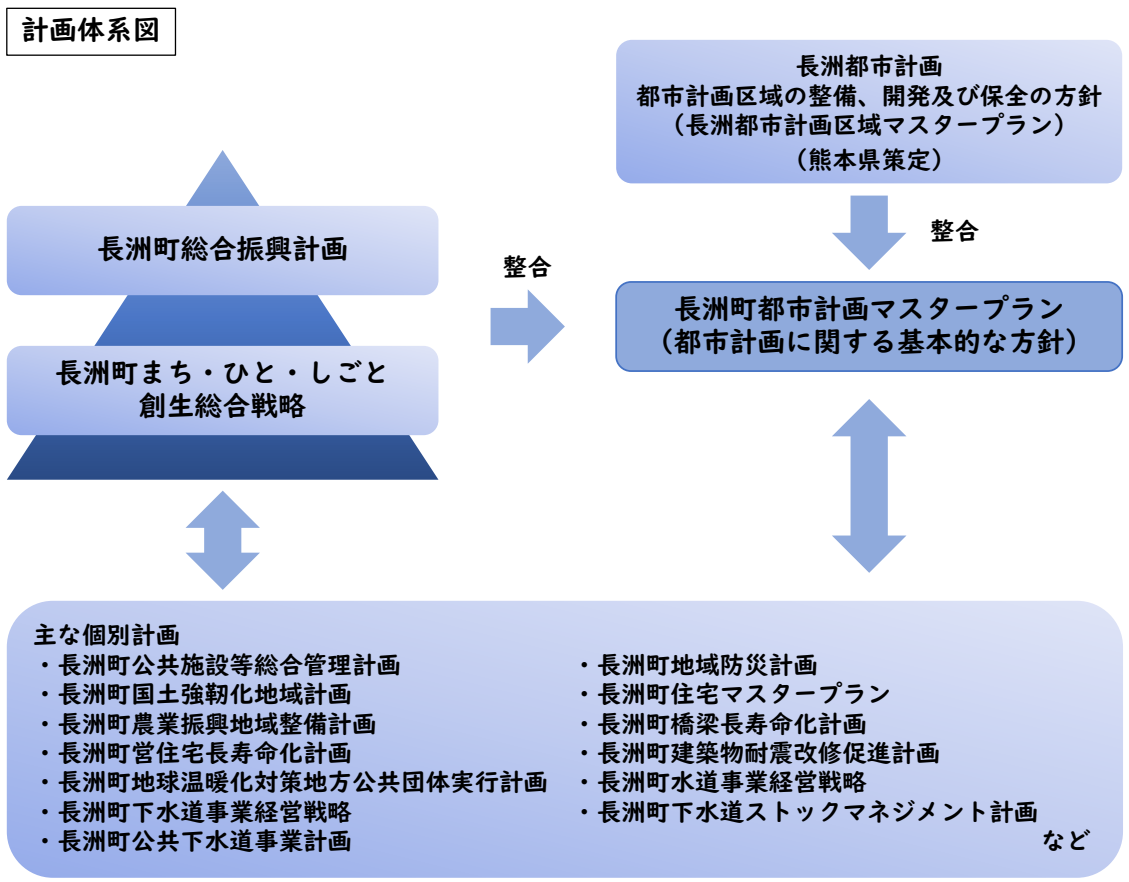 計画体系図
長洲都市計画
都市計画区域の整備、開発及び保全の方針
（長洲都市計画区域マスタープラン）
（熊本県策定）
整合
長洲町総合振興計画
整合
長洲町都市計画マスタープラン
（都市計画に関する基本的な方針）
長洲町まち・ひと・しごと
創生総合戦略
主な個別計画
・長洲町公共施設等総合管理計画
・長洲町国土強靭化地域計画
・長洲町農業振興地域整備計画
・長洲町営住宅長寿命化計画
・長洲町地球温暖化対策地方公共団体実行計画
・長洲町下水道事業経営戦略
・長洲町公共下水道事業計画
・長洲町地域防災計画
・長洲町住宅マスタープラン
・長洲町橋梁長寿命化計画
・長洲町建築物耐震改修促進計画
・長洲町水道事業経営戦略
・長洲町下水道ストックマネジメント計画
など